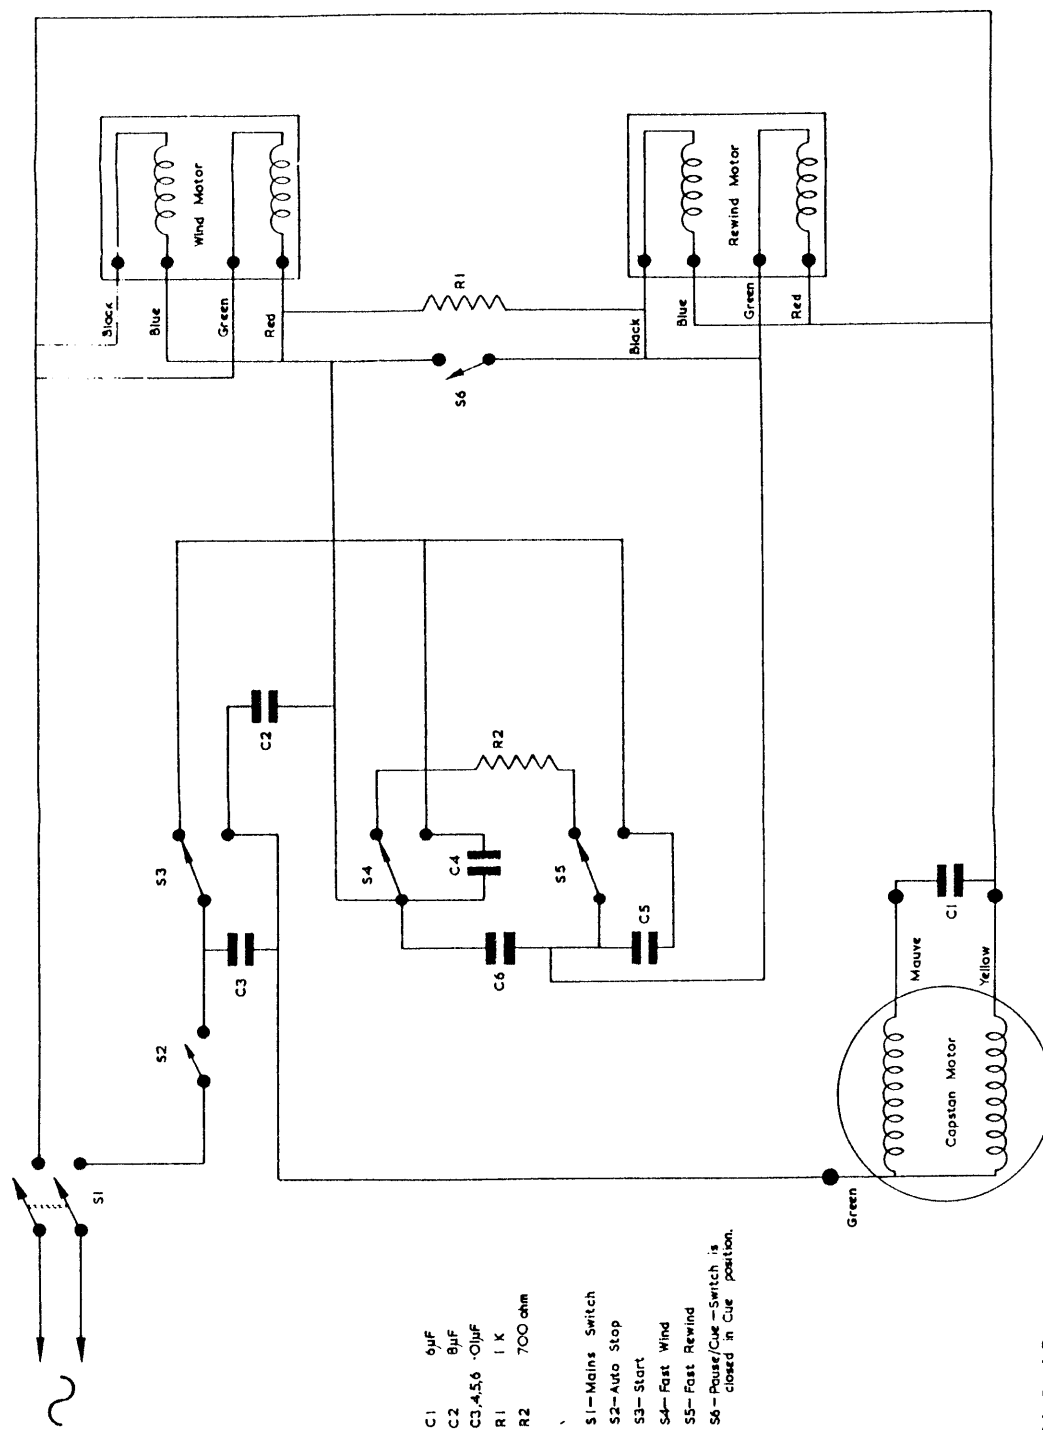 S1
S2
S3
C3
C2
S4
C4
R2
S5
C5
C6
S6
R1
Wind Motor
Black
Blue
Green
Red
Rewind Motor
Black
Blue
Green
Red
Capstan Motor
Mauve
Yellow
Green
C1
C1 6µF
C2 8µF
C3,4,5,6 ·01µF
R1 1 K
R2 700 ohm
S1—Mains Switch
S2—Auto Stop
S3—Start
S4—Fast Wind
S5—Fast Rewind
S6—Pause/Cue—Switch is
closed in Cue position.